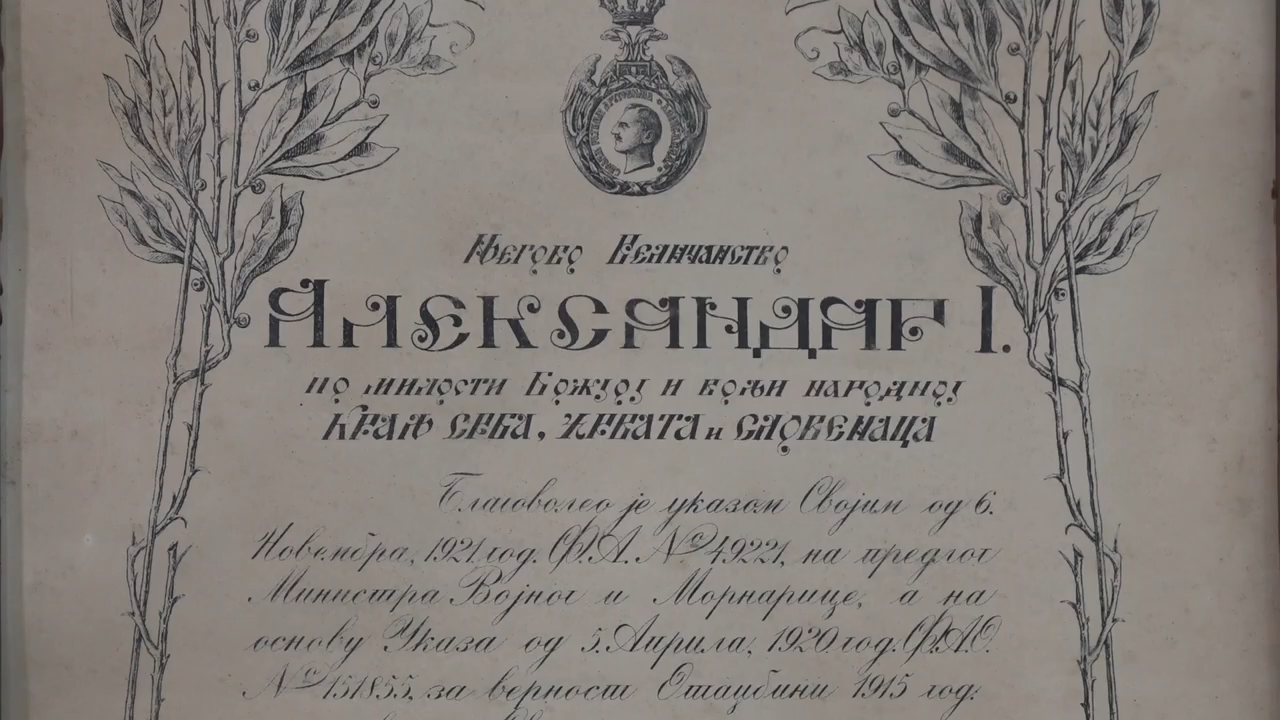 Његово Величанство
Александар I.
по милости Божјој и вољи народној
Краљ Срба, Хрвата и Словенаца
Благоволео је указом Својим од 6.
Новембра, 1921. год. Ф.А. № 49221, на предлог
Министра Војног и Морнарице, а на
основу Указа од 5. Априла, 1920 год. Ф.А.О.
№ 151855, за верност Отаџбини 1915 год: